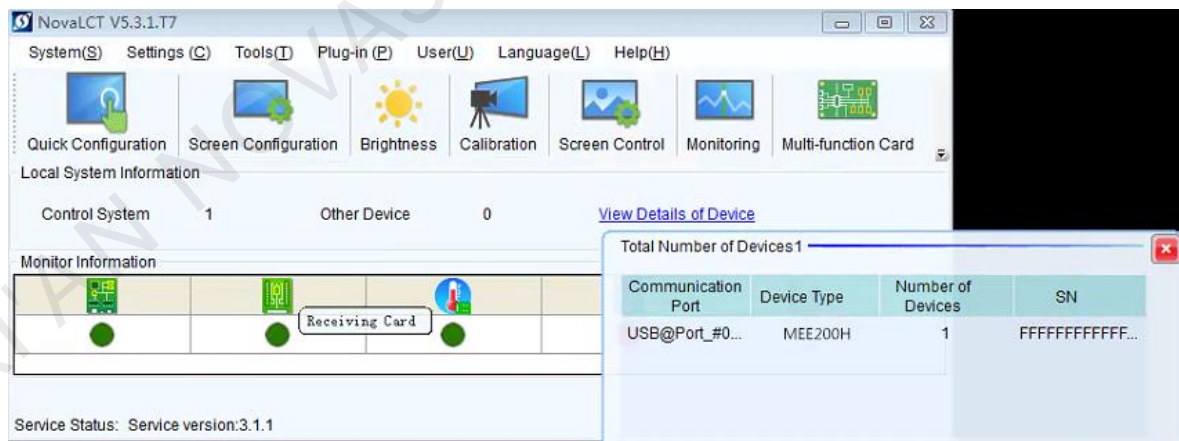 NovaLCT V5.3.1.T7
System(S) Settings (C) Tools(T) Plug-in (P) User(U) Language(L) Help(H)
Quick Configuration Screen Configuration Brightness Calibration Screen Control Monitoring Multi-function Card
Local System Information
Control System 1 Other Device 0 View Details of Device
Total Number of Devices1
Monitor Information
Communication Port Device Type Number of Devices SN
Receiving Card
USB@Port_#0... MEE200H 1 FFFFFFFFFFFF...
Service Status: Service version:3.1.1